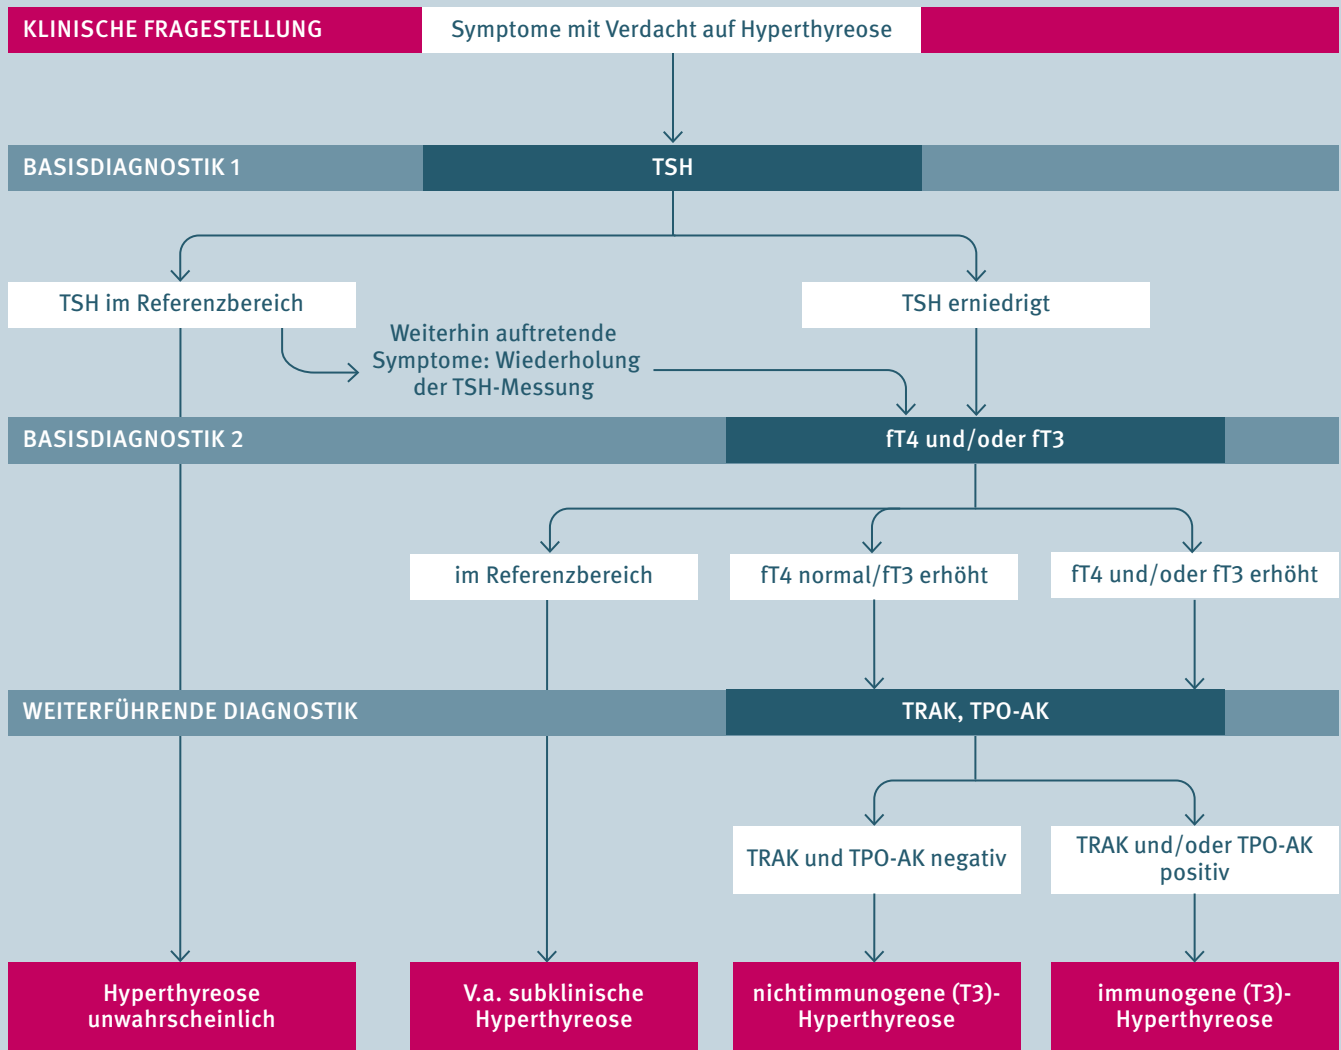 KLINISCHE FRAGESTELLUNG
Symptome mit Verdacht auf Hyperthyreose
BASISDIAGNOSTIK 1
TSH
TSH im Referenzbereich
TSH erniedrigt
Weiterhin auftretende
Symptome: Wiederholung
der TSH-Messung
BASISDIAGNOSTIK 2
fT4 und/oder fT3
im Referenzbereich
fT4 normal/fT3 erhöht
fT4 und/oder fT3 erhöht
WEITERFÜHRENDE DIAGNOSTIK
TRAK, TPO-AK
TRAK und TPO-AK negativ
TRAK und/oder TPO-AK
positiv
Hyperthyreose
unwahrscheinlich
V.a. subklinische
Hyperthyreose
nichtimmunogene (T3)-
Hyperthyreose
immunogene (T3)-
Hyperthyreose